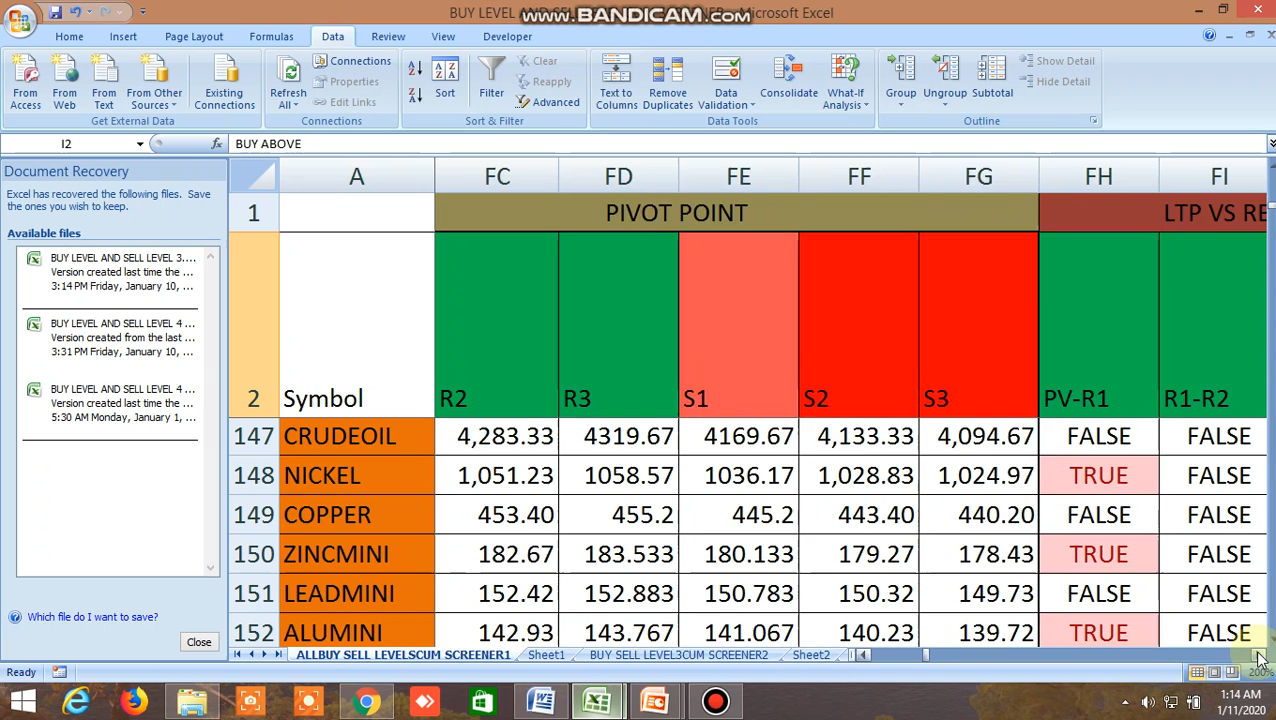 BUY LEVEL AND SEL
www.BANDICAM.com
- Microsoft Excel
Home Insert Page Layout Formulas Data Review View Developer
From Access
From Web
From Text
From Other Sources
Existing Connections
Get External Data
Refresh All
Connections
Properties
Edit Links
Connections
Sort
Filter
Clear
Reapply
Advanced
Sort & Filter
Text to Columns
Remove Duplicates
Data Validation
Consolidate
What-If Analysis
Data Tools
Group
Ungroup
Subtotal
Show Detail
Hide Detail
Outline
I2 fx BUY ABOVE
Document Recovery
Excel has recovered the following files. Save
the ones you wish to keep.
Available files
BUY LEVEL AND SELL LEVEL 3....
Version created last time the ...
3:14 PM Friday, January 10, ...
BUY LEVEL AND SELL LEVEL 4 ...
Version created from the last ...
3:31 PM Friday, January 10, ...
BUY LEVEL AND SELL LEVEL 4 ...
Version created last time the ...
5:30 AM Monday, January 1, ...
Which file do I want to save?
Close
A FC FD FE FF FG FH FI
1 PIVOT POINT LTP VS RE
2 Symbol R2 R3 S1 S2 S3 PV-R1 R1-R2
147 CRUDEOIL 4,283.33 4319.67 4169.67 4,133.33 4,094.67 FALSE FALSE
148 NICKEL 1,051.23 1058.57 1036.17 1,028.83 1,024.97 TRUE FALSE
149 COPPER 453.40 455.2 445.2 443.40 440.20 FALSE FALSE
150 ZINCMINI 182.67 183.533 180.133 179.27 178.43 TRUE FALSE
151 LEADMINI 152.42 152.883 150.783 150.32 149.73 FALSE FALSE
152 ALUMINI 142.93 143.767 141.067 140.23 139.72 TRUE FALSE
ALLBUY SELL LEVELSCUM SCREENER1 Sheet1 BUY SELL LEVEL3CUM SCREENER2 Sheet2
Ready 200%
1:14 AM
1/11/2020